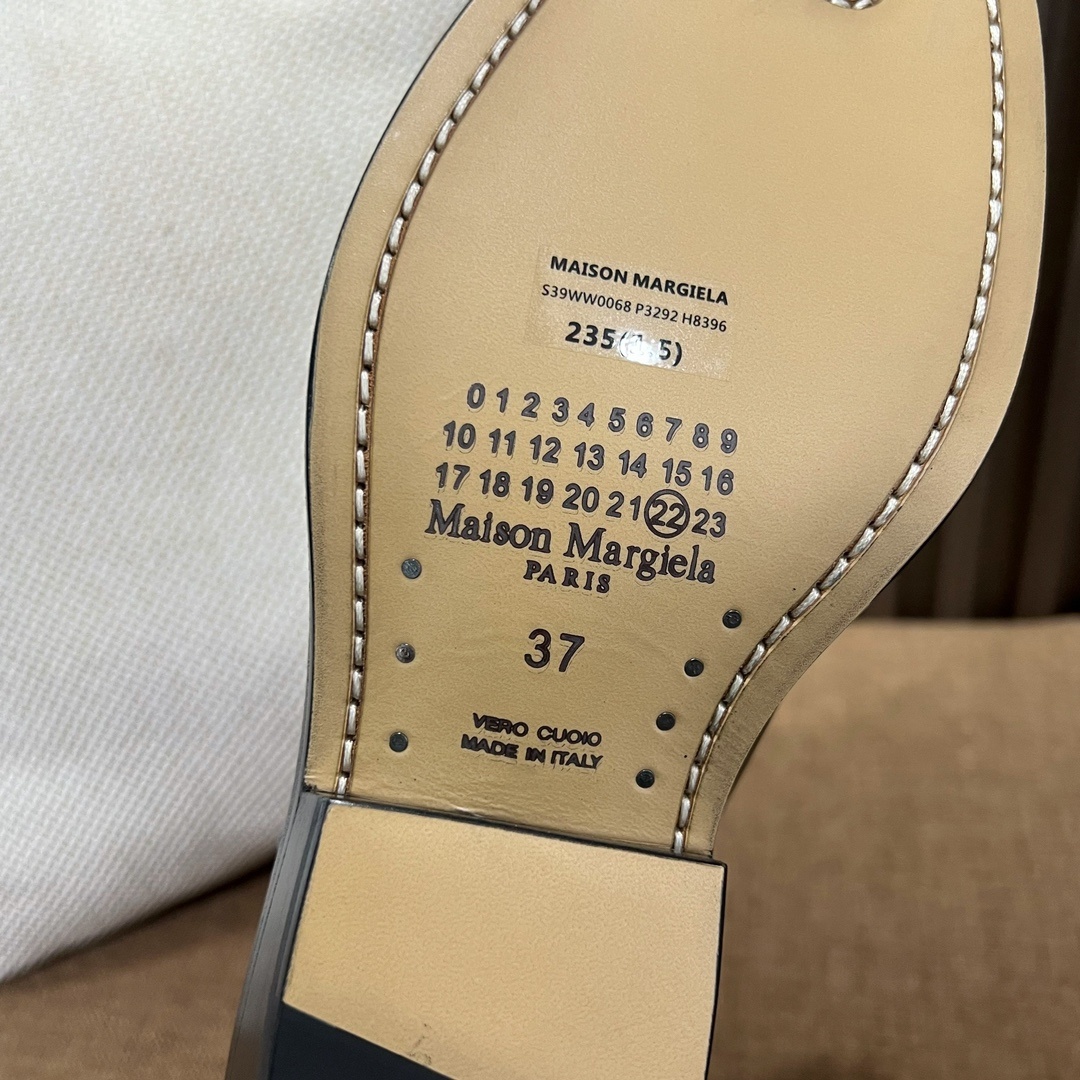 MAISON MARGIELA
S39WW0068 P3292 H8396
0 1 2 3 4 5 6 7 8 9
10 11 12 13 14 15 16
17 18 19 20 21 22 23
Maison Margiela
PARIS
37
VERO CUOIO
MADE IN ITALY